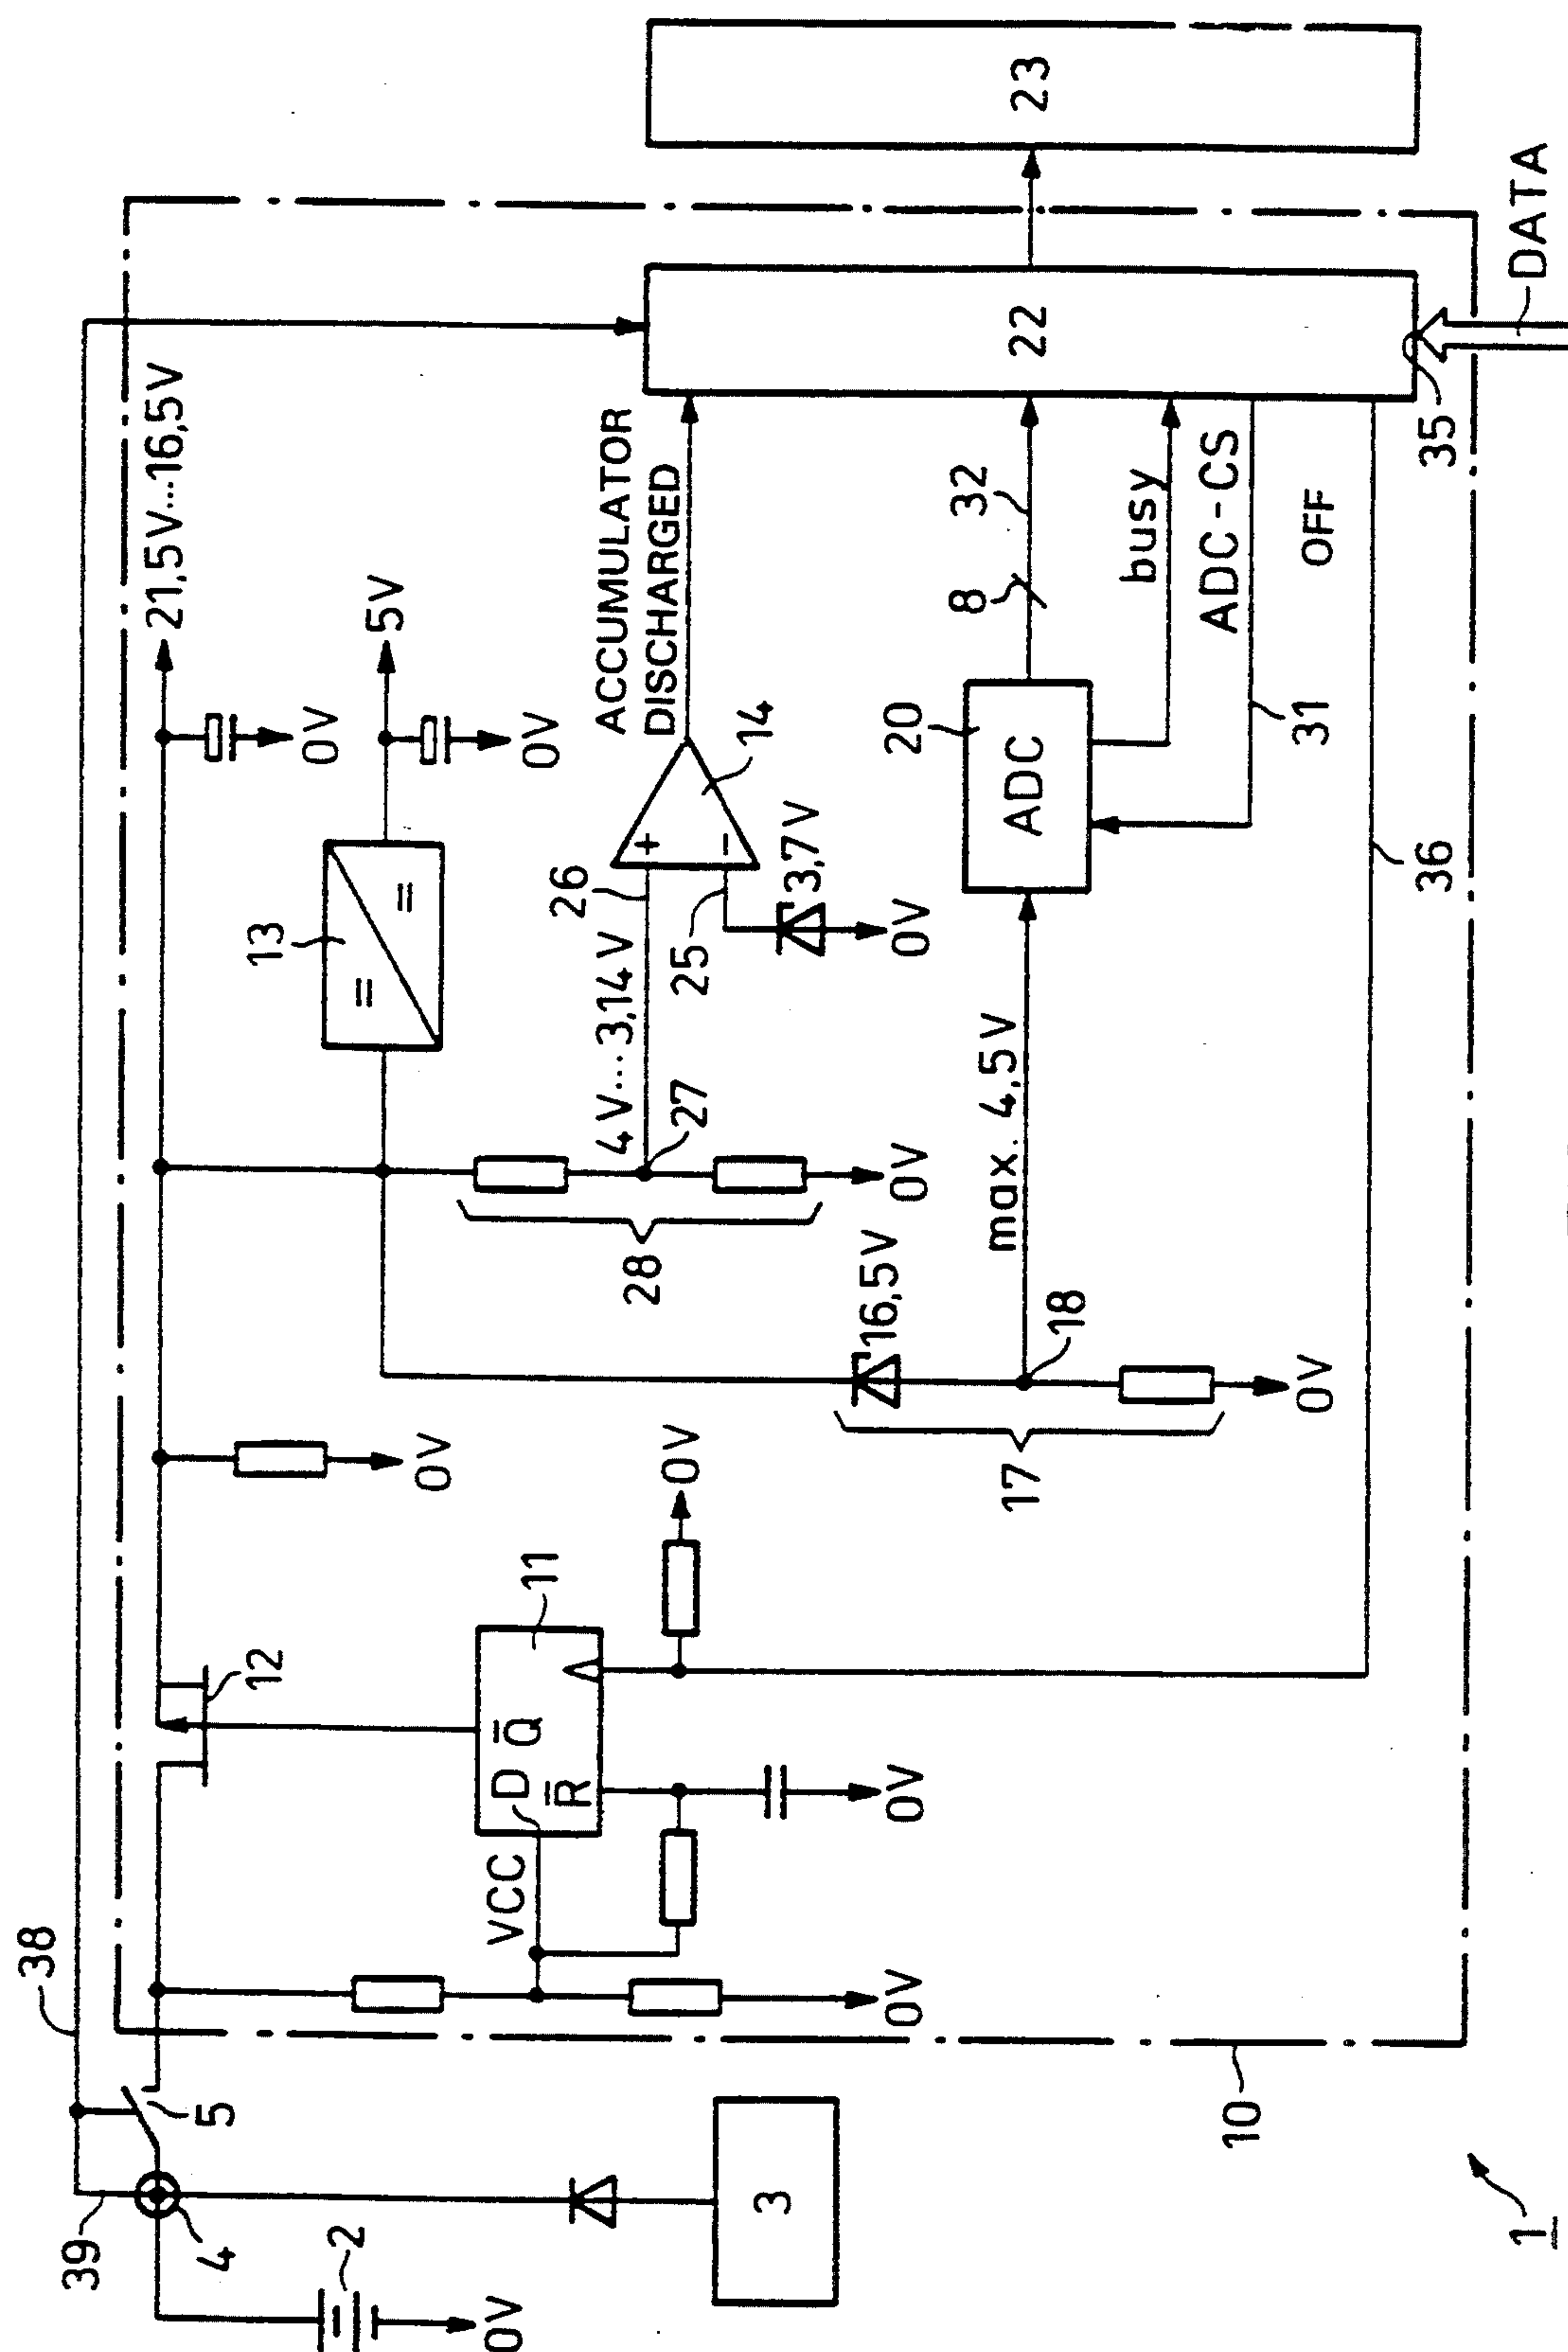 38
39
4
5
2
0V
3
10
1
21,5V...16,5V
0V
12
VCC
D
Q̅
R̅
11
0V
0V
0V
0V
13
=
=
5V
0V
28
27
4V...3,14V
26
25
+
−
14
3,7V
0V
0V
ACCUMULATOR
DISCHARGED
17
16,5V
18
0V
max. 4,5V
20
ADC
8
32
busy
ADC-CS
31
OFF
36
22
23
35
DATA